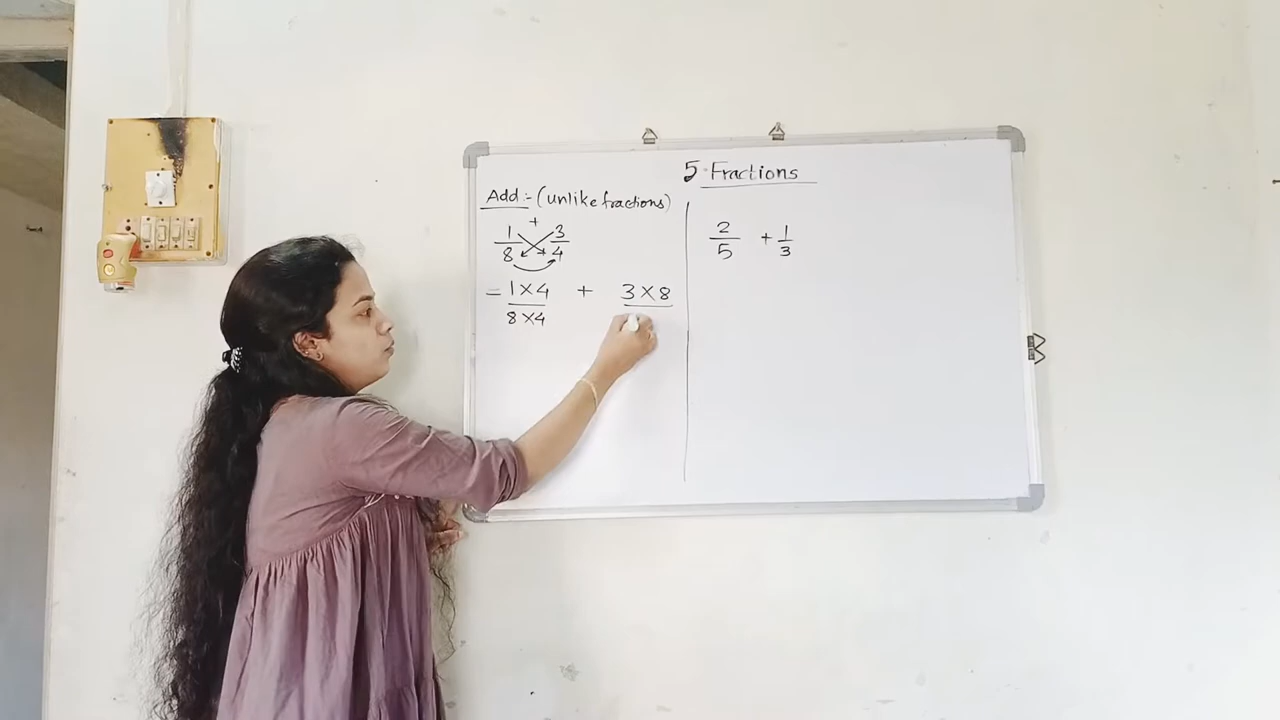 5. Fractions
Add :- (unlike fractions)
1/8 + 3/4
= 1×4/8×4 + 3×8
2/5 + 1/3